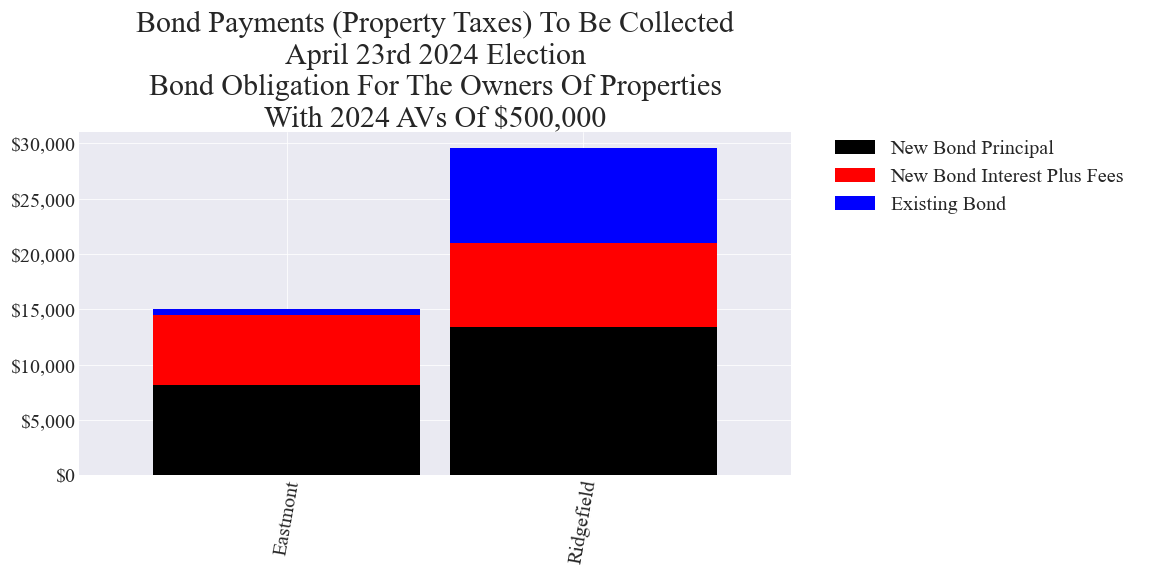 Bond Payments (Property Taxes) To Be Collected
April 23rd 2024 Election
Bond Obligation For The Owners Of Properties
With 2024 AVs Of $500,000
$30,000
$25,000
$20,000
$15,000
$10,000
$5,000
$0
Eastmont
Ridgefield
New Bond Principal
New Bond Interest Plus Fees
Existing Bond